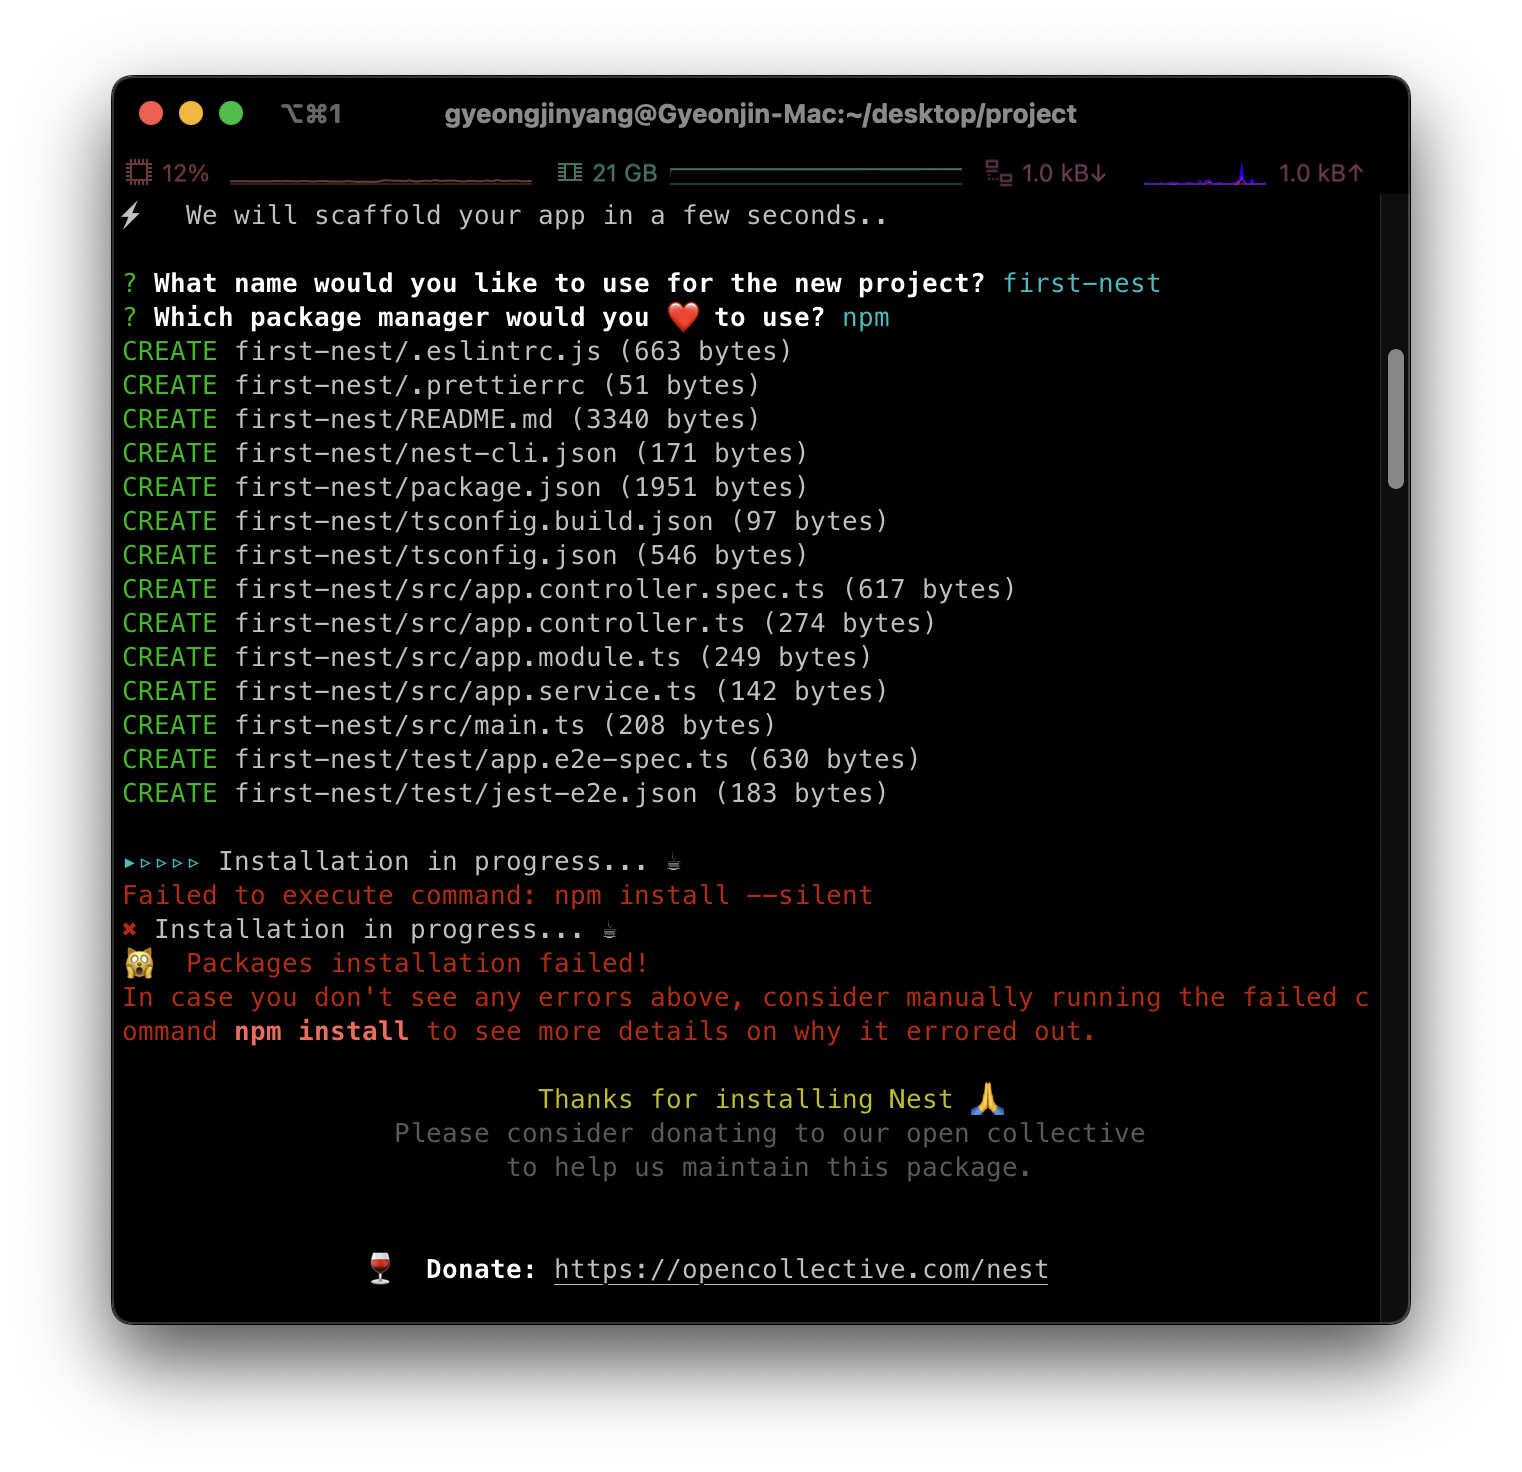 ⌥⌘1 gyeongjinyang@Gyeonjin-Mac:~/desktop/project
12% 21 GB 1.0 kB↓ 1.0 kB↑
⚡ We will scaffold your app in a few seconds..
? What name would you like to use for the new project? first-nest
? Which package manager would you ❤️ to use? npm
CREATE first-nest/.eslintrc.js (663 bytes)
CREATE first-nest/.prettierrc (51 bytes)
CREATE first-nest/README.md (3340 bytes)
CREATE first-nest/nest-cli.json (171 bytes)
CREATE first-nest/package.json (1951 bytes)
CREATE first-nest/tsconfig.build.json (97 bytes)
CREATE first-nest/tsconfig.json (546 bytes)
CREATE first-nest/src/app.controller.spec.ts (617 bytes)
CREATE first-nest/src/app.controller.ts (274 bytes)
CREATE first-nest/src/app.module.ts (249 bytes)
CREATE first-nest/src/app.service.ts (142 bytes)
CREATE first-nest/src/main.ts (208 bytes)
CREATE first-nest/test/app.e2e-spec.ts (630 bytes)
CREATE first-nest/test/jest-e2e.json (183 bytes)
▸▹▹▹▹ Installation in progress... ☕
Failed to execute command: npm install --silent
✖ Installation in progress... ☕
🙀 Packages installation failed!
In case you don't see any errors above, consider manually running the failed c
ommand npm install to see more details on why it errored out.
Thanks for installing Nest 🙏
Please consider donating to our open collective
to help us maintain this package.
🍷 Donate: https://opencollective.com/nest